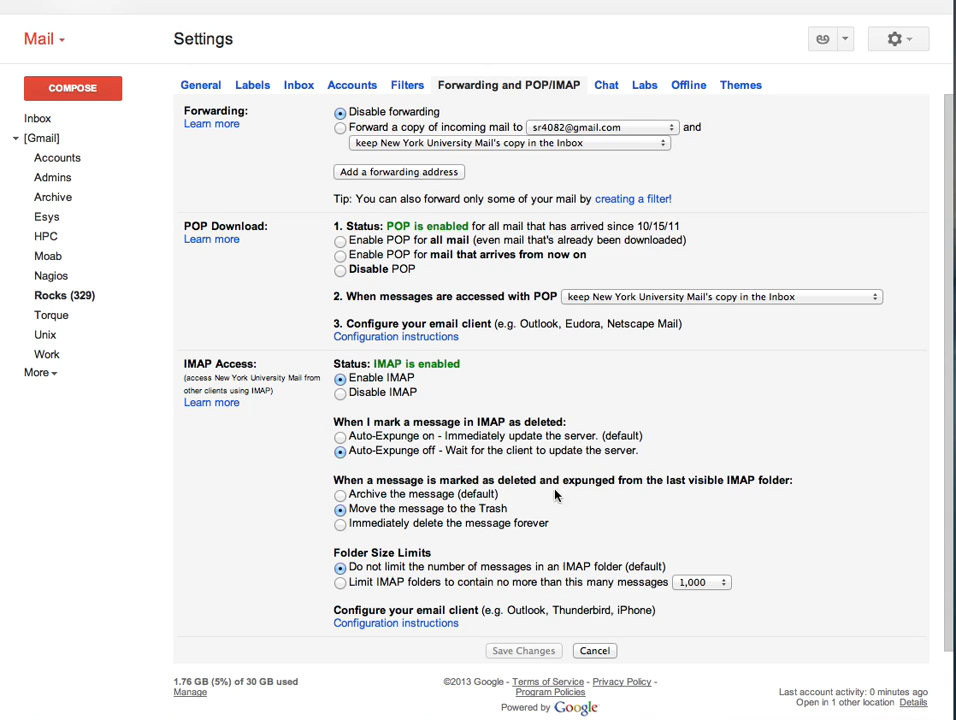 Mail
Settings
COMPOSE
General Labels Inbox Accounts Filters Forwarding and POP/IMAP Chat Labs Offline Themes
Inbox
[Gmail]
Accounts
Admins
Archive
Esys
HPC
Moab
Nagios
Rocks (329)
Torque
Unix
Work
More
Forwarding:
Learn more
Disable forwarding
Forward a copy of incoming mail to sr4082@gmail.com and
keep New York University Mail's copy in the Inbox
Add a forwarding address
Tip: You can also forward only some of your mail by creating a filter!
POP Download:
Learn more
1. Status: POP is enabled for all mail that has arrived since 10/15/11
Enable POP for all mail (even mail that's already been downloaded)
Enable POP for mail that arrives from now on
Disable POP
2. When messages are accessed with POP keep New York University Mail's copy in the Inbox
3. Configure your email client (e.g. Outlook, Eudora, Netscape Mail)
Configuration instructions
IMAP Access:
(access New York University Mail from
other clients using IMAP)
Learn more
Status: IMAP is enabled
Enable IMAP
Disable IMAP
When I mark a message in IMAP as deleted:
Auto-Expunge on - Immediately update the server. (default)
Auto-Expunge off - Wait for the client to update the server.
When a message is marked as deleted and expunged from the last visible IMAP folder:
Archive the message (default)
Move the message to the Trash
Immediately delete the message forever
Folder Size Limits
Do not limit the number of messages in an IMAP folder (default)
Limit IMAP folders to contain no more than this many messages 1,000
Configure your email client (e.g. Outlook, Thunderbird, iPhone)
Configuration instructions
Save Changes Cancel
1.76 GB (5%) of 30 GB used
Manage
©2013 Google - Terms of Service - Privacy Policy -
Program Policies
Powered by Google
Last account activity: 0 minutes ago
Open in 1 other location Details